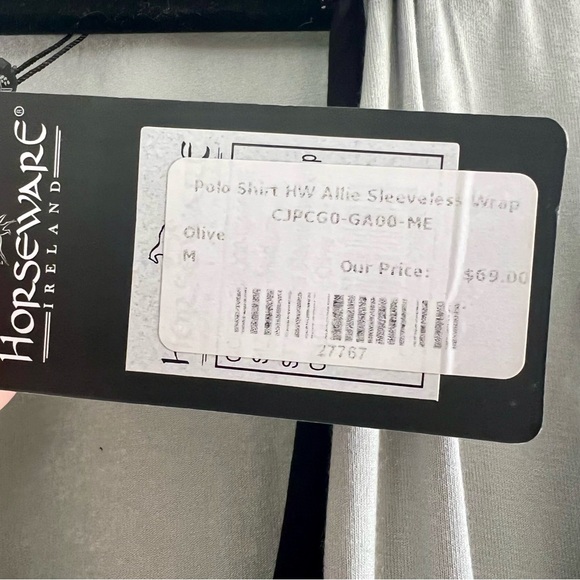 HORSEWARE®
IRELAND
Polo Shirt HW Allie Sleeveless Wrap
CJPCG0-GA00-ME
Olive
M
Our Price: $69.00
27767